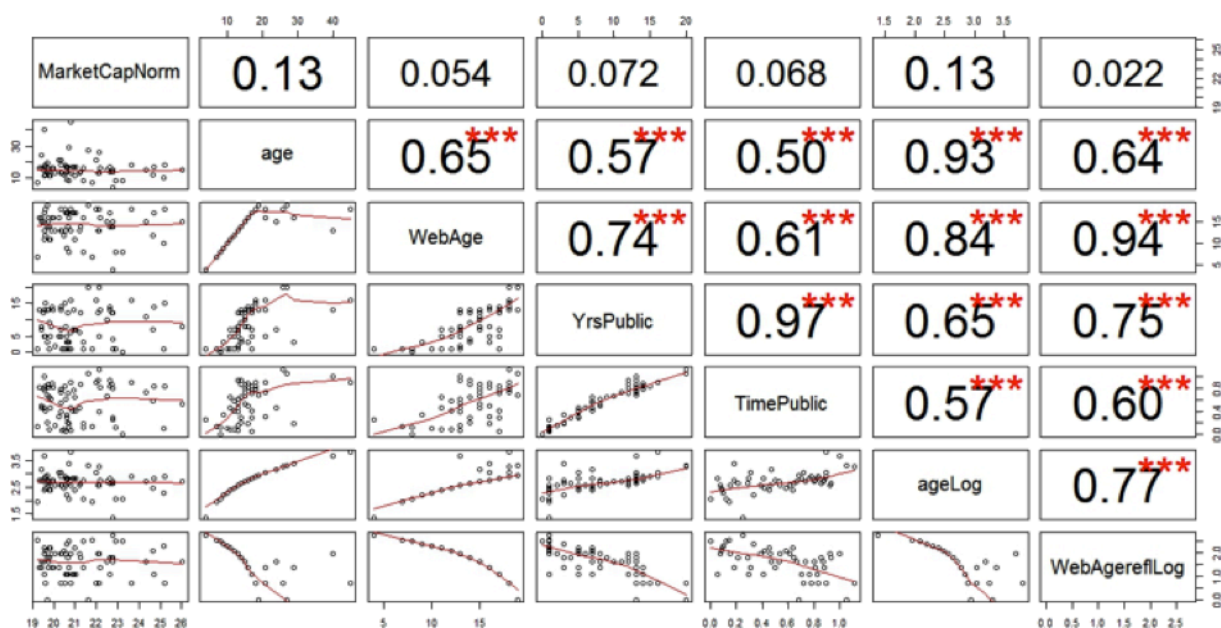 10 20 30 40 0 5 10 15 20 1.5 2.0 2.5 3.0 3.5
MarketCapNorm 0.13 0.054 0.072 0.068 0.13 0.022 19 22 25
10 30 age 0.65*** 0.57*** 0.50*** 0.93*** 0.64***
WebAge 0.74*** 0.61*** 0.84*** 0.94*** 5 10 15
0 5 15 YrsPublic 0.97*** 0.65*** 0.75***
TimePublic 0.57*** 0.60*** 0.0 0.4 0.8
1.5 2.5 3.5 ageLog 0.77***
WebAgereflLog 0.0 1.0 2.0
19 20 21 22 23 24 25 26 5 10 15 0.0 0.2 0.4 0.6 0.8 1.0 0.0 0.5 1.0 1.5 2.0 2.5